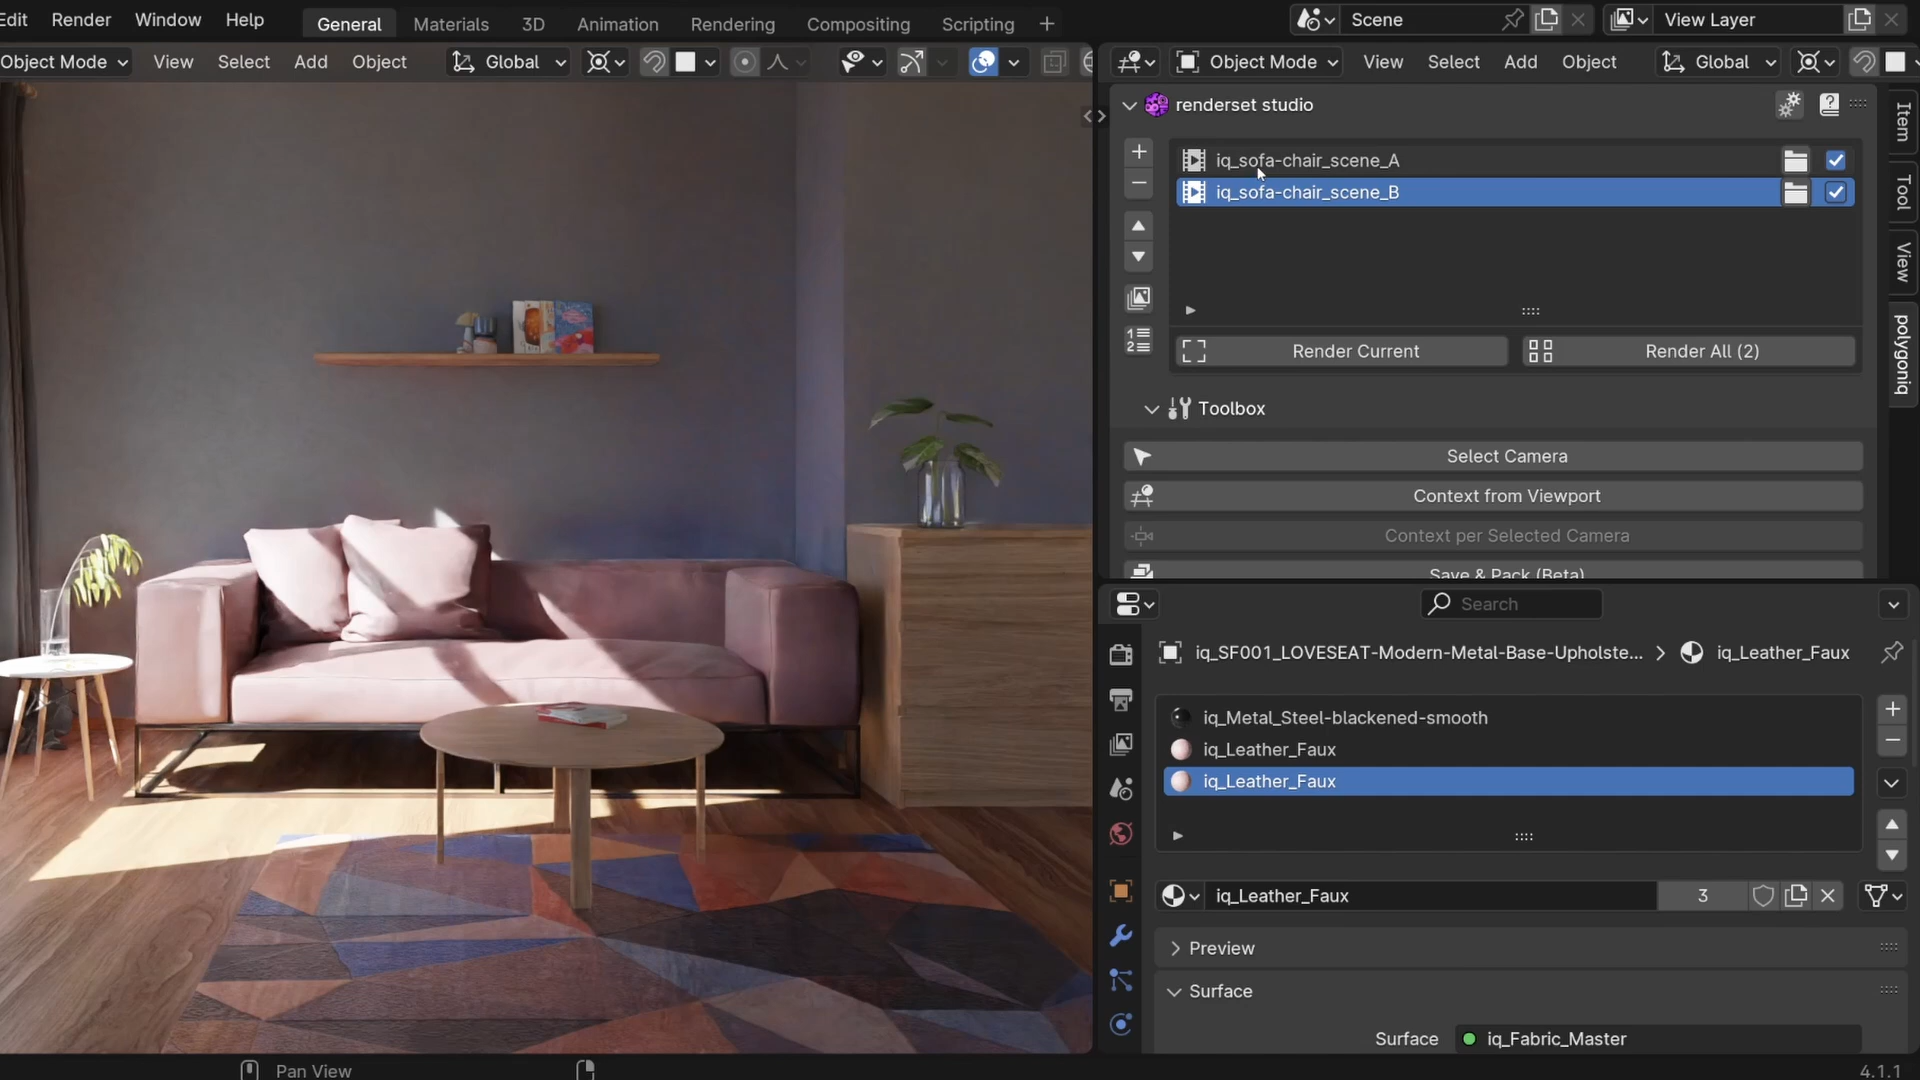 Edit Render Window Help General Materials 3D Animation Rendering Compositing Scripting + Scene View Layer
Object Mode View Select Add Object Global
Object Mode View Select Add Object Global
renderset studio
iq_sofa-chair_scene_A
iq_sofa-chair_scene_B
Render Current Render All (2)
Toolbox
Select Camera
Context from Viewport
Context per Selected Camera
Save & Pack (Beta)
Item
Tool
View
polygoniq
Search
iq_SF001_LOVESEAT-Modern-Metal-Base-Upholste... iq_Leather_Faux
iq_Metal_Steel-blackened-smooth
iq_Leather_Faux
iq_Leather_Faux
iq_Leather_Faux 3
Preview
Surface
Surface iq_Fabric_Master
Pan View 4.1.1